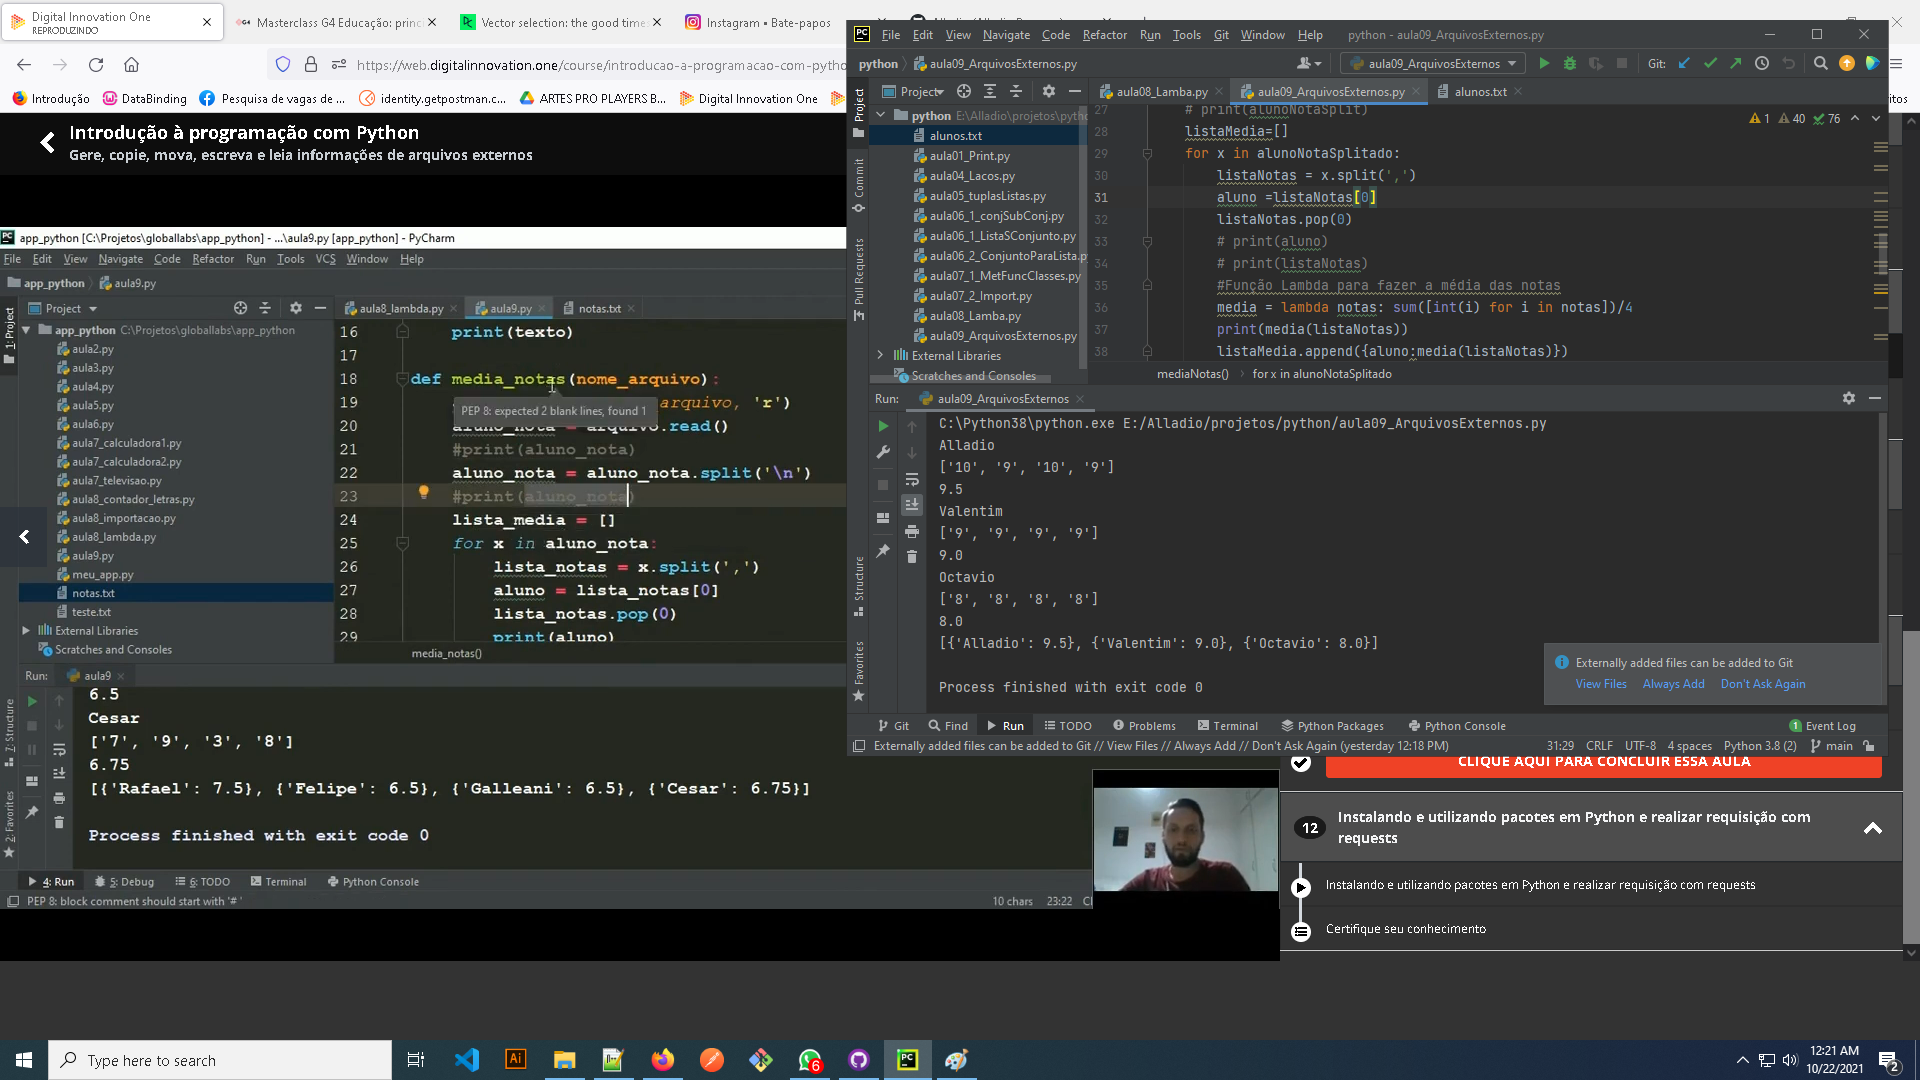 Digital Innovation One
REPRODUZINDO
Masterclass G4 Educação: princ
Vector selection: the good time
Instagram • Bate-papos
https://web.digitalinnovation.one/course/introducao-a-programacao-com-pytho
Introdução
DataBinding
Pesquisa de vagas de ...
identity.getpostman.c...
ARTES PRO PLAYERS B...
Digital Innovation One
Introdução à programação com Python
Gere, copie, mova, escreva e leia informações de arquivos externos
app_python [C:\Projetos\globallabs\app_python] - ...\aula9.py [app_python] - PyCharm
File Edit View Navigate Code Refactor Run Tools VCS Window Help
app_python
aula9.py
Project
aula8_lambda.py
aula9.py
notas.txt
1: Project
app_python C:\Projetos\globallabs\app_python
aula2.py
aula3.py
aula4.py
aula5.py
aula6.py
aula7_calculadora1.py
aula7_calculadora2.py
aula7_televisao.py
aula8_contador_letras.py
aula8_importacao.py
aula8_lambda.py
aula9.py
meu_app.py
notas.txt
teste.txt
External Libraries
Scratches and Consoles
16 print(texto)
17
18 def media_notas(nome_arquivo):
PEP 8: expected 2 blank lines, found 1
19 arquivo, 'r')
20 aluno_nota = arquivo.read()
21 #print(aluno_nota)
22 aluno_nota = aluno_nota.split('\n')
23 #print(aluno_nota)
24 lista_media = []
25 for x in aluno_nota:
26 lista_notas = x.split(',')
27 aluno = lista_notas[0]
28 lista_notas.pop(0)
29 print(aluno)
media_notas()
Run: aula9
6.5
Cesar
['7', '9', '3', '8']
6.75
[{'Rafael': 7.5}, {'Felipe': 6.5}, {'Galleani': 6.5}, {'Cesar': 6.75}]
Process finished with exit code 0
7: Structure
2: Favorites
4: Run
5: Debug
6: TODO
Terminal
Python Console
PEP 8: block comment should start with '# '
10 chars
23:22
PC
File Edit View Navigate Code Refactor Run Tools Git Window Help
python - aula09_ArquivosExternos.py
python
aula09_ArquivosExternos.py
aula09_ArquivosExternos
Git:
Project
aula08_Lamba.py
aula09_ArquivosExternos.py
alunos.txt
Project
Commit
Pull Requests
python E:\Alladio\projetos\pytho
alunos.txt
aula01_Print.py
aula04_Lacos.py
aula05_tuplasListas.py
aula06_1_conjSubConj.py
aula06_1_ListaSConjunto.py
aula06_2_ConjuntoParaLista.p
aula07_1_MetFuncClasses.py
aula07_2_Import.py
aula08_Lamba.py
aula09_ArquivosExternos.py
External Libraries
Scratches and Consoles
1 40 76
27 # print(alunoNotaSplit)
28 listaMedia=[]
29 for x in alunoNotaSplitado:
30 listaNotas = x.split(',')
31 aluno =listaNotas[0]
32 listaNotas.pop(0)
33 # print(aluno)
34 # print(listaNotas)
35 #Função Lambda para fazer a média das notas
36 media = lambda notas: sum([int(i) for i in notas])/4
37 print(media(listaNotas))
38 listaMedia.append({aluno:media(listaNotas)})
mediaNotas()
for x in alunoNotaSplitado
Run: aula09_ArquivosExternos
C:\Python38\python.exe E:/Alladio/projetos/python/aula09_ArquivosExternos.py
Alladio
['10', '9', '10', '9']
9.5
Valentim
['9', '9', '9', '9']
9.0
Octavio
['8', '8', '8', '8']
8.0
[{'Alladio': 9.5}, {'Valentim': 9.0}, {'Octavio': 8.0}]
Process finished with exit code 0
Structure
Favorites
Externally added files can be added to Git
View Files Always Add Don't Ask Again
Git
Find
Run
TODO
Problems
Terminal
Python Packages
Python Console
1 Event Log
Externally added files can be added to Git // View Files // Always Add // Don't Ask Again (yesterday 12:18 PM)
31:29 CRLF UTF-8 4 spaces Python 3.8 (2) main
CLIQUE AQUI PARA CONCLUIR ESSA AULA
12
Instalando e utilizando pacotes em Python e realizar requisição com
requests
Instalando e utilizando pacotes em Python e realizar requisição com requests
Certifique seu conhecimento
Type here to search
Ai
6
PC
12:21 AM
10/22/2021
2